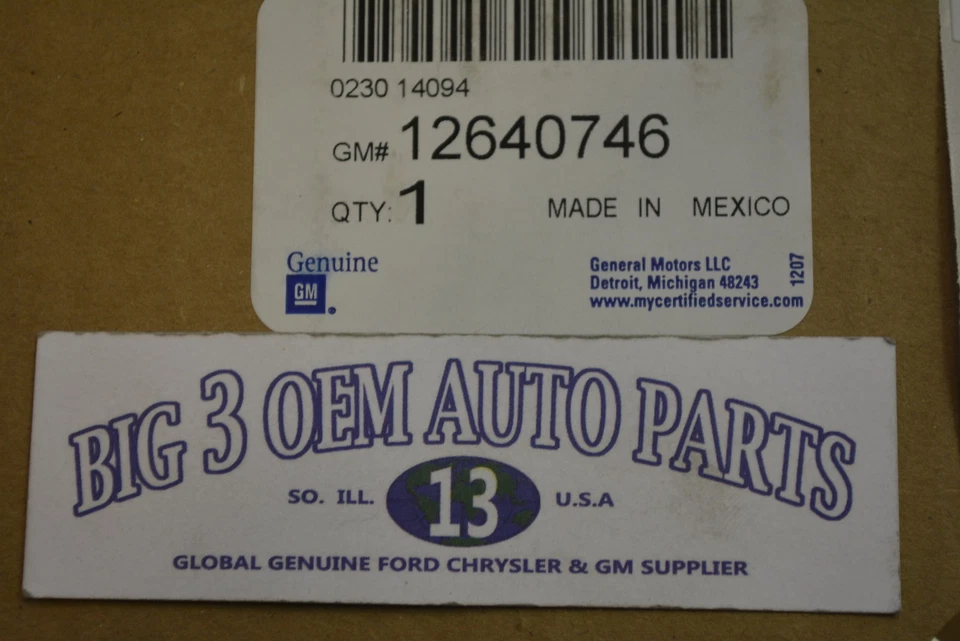 0230 14094
GM# 12640746
QTY: 1 MADE IN MEXICO
Genuine
GM
General Motors LLC
Detroit, Michigan 48243
www.mycertifiedservice.com
1207
BIG 3 OEM AUTO PARTS
SO. ILL. 13 U.S.A
GLOBAL GENUINE FORD CHRYSLER & GM SUPPLIER